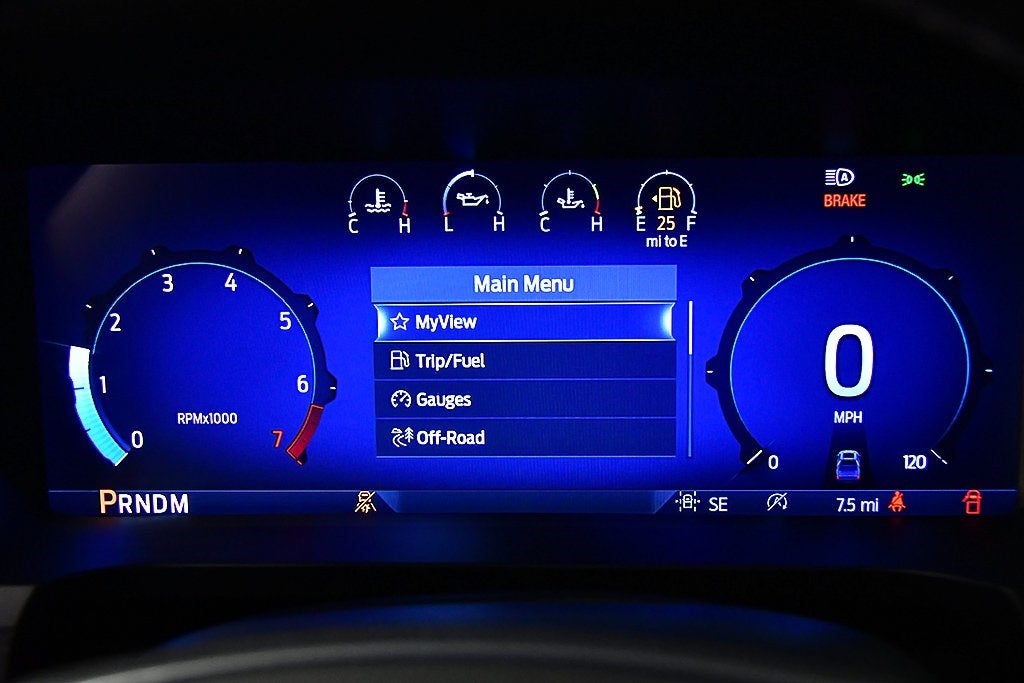 C H
L H
C H
E 25 F
mi to E
A
BRAKE
Main Menu
MyView
Trip/Fuel
Gauges
Off-Road
0
1
2
3
4
5
6
7
RPMx1000
0
MPH
0
120
PRNDM
SE
7.5 mi